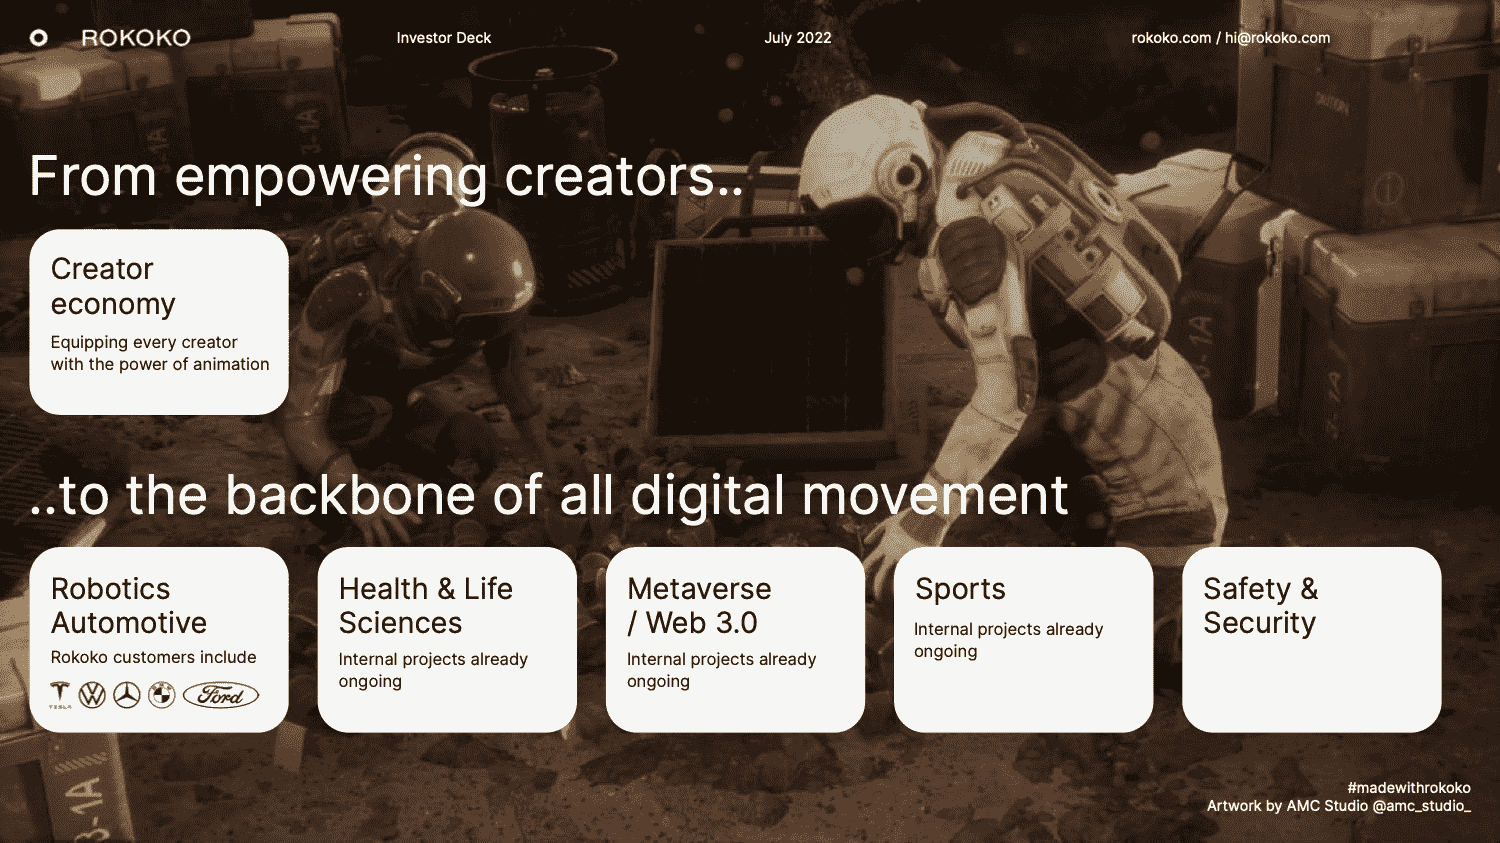 ROKOKO
Investor Deck
July 2022
rokoko.com / hi@rokoko.com
From empowering creators..
Creator
economy
Equipping every creator
with the power of animation
..to the backbone of all digital movement
Robotics
Automotive
Rokoko customers include
TESLA
Ford
Health & Life
Sciences
Internal projects already
ongoing
Metaverse
/ Web 3.0
Internal projects already
ongoing
Sports
Internal projects already
ongoing
Safety &
Security
3-1A
#madewithrokoko
Artwork by AMC Studio @amc_studio_